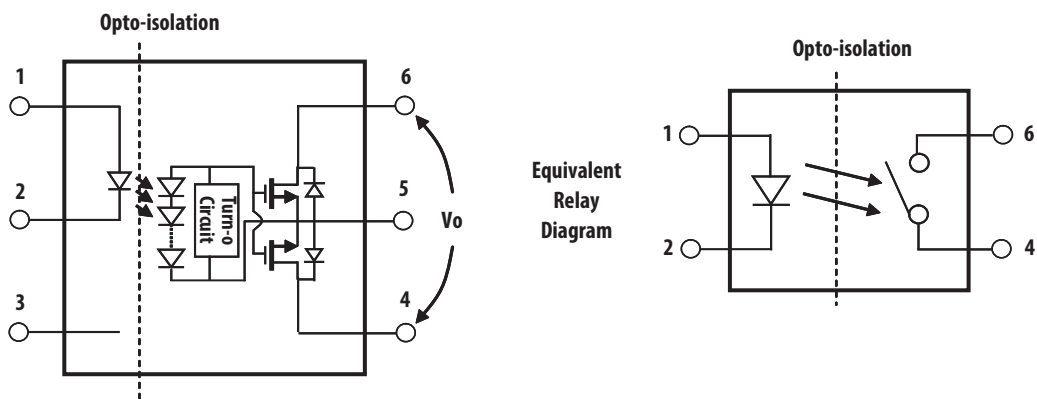 Opto-isolation
1
2
3
Turn-o
Circuit
6
5
4
Vo
Equivalent
Relay
Diagram
Opto-isolation
1
2
6
4